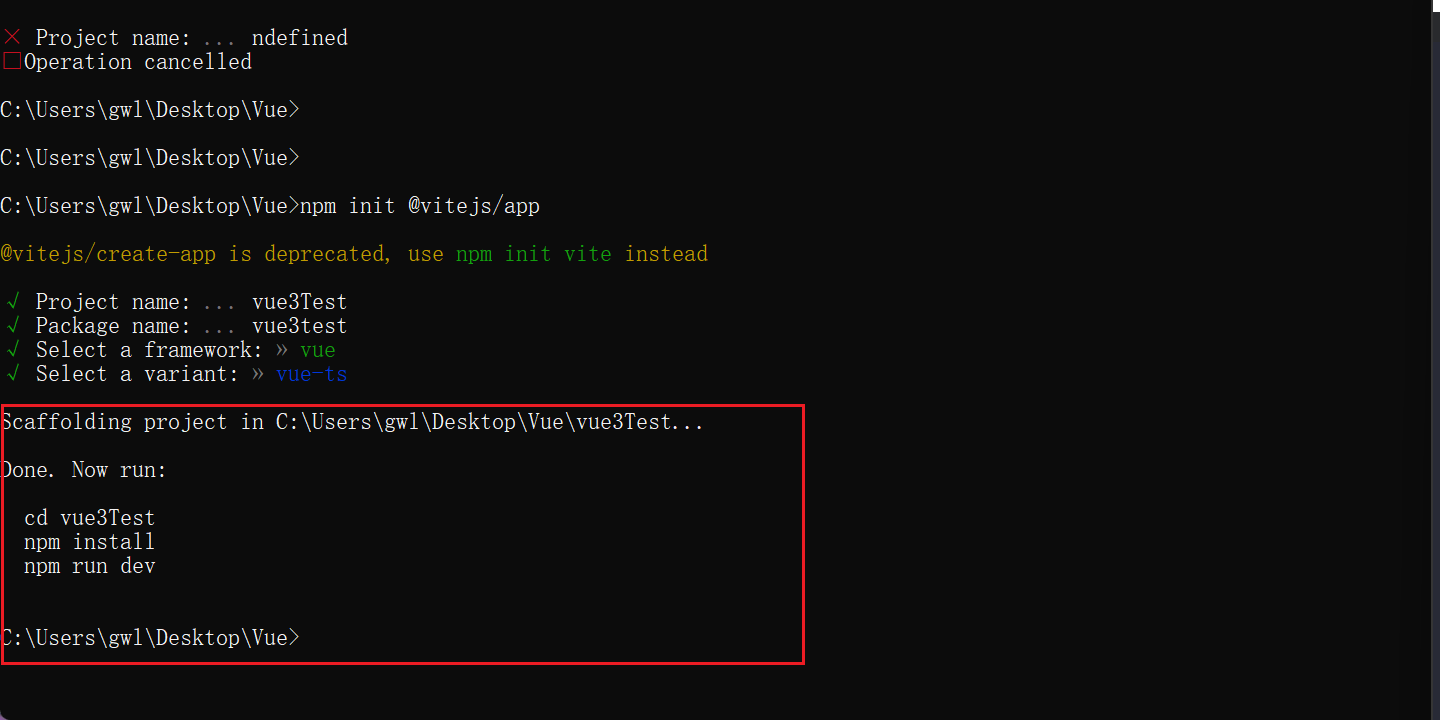 × Project name: ... ndefined
□Operation cancelled
C:\Users\gwl\Desktop\Vue>
C:\Users\gwl\Desktop\Vue>
C:\Users\gwl\Desktop\Vue>npm init @vitejs/app
@vitejs/create-app is deprecated, use npm init vite instead
√ Project name: ... vue3Test
√ Package name: ... vue3test
√ Select a framework: » vue
√ Select a variant: » vue-ts
Scaffolding project in C:\Users\gwl\Desktop\Vue\vue3Test...
Done. Now run:
cd vue3Test
npm install
npm run dev
C:\Users\gwl\Desktop\Vue>